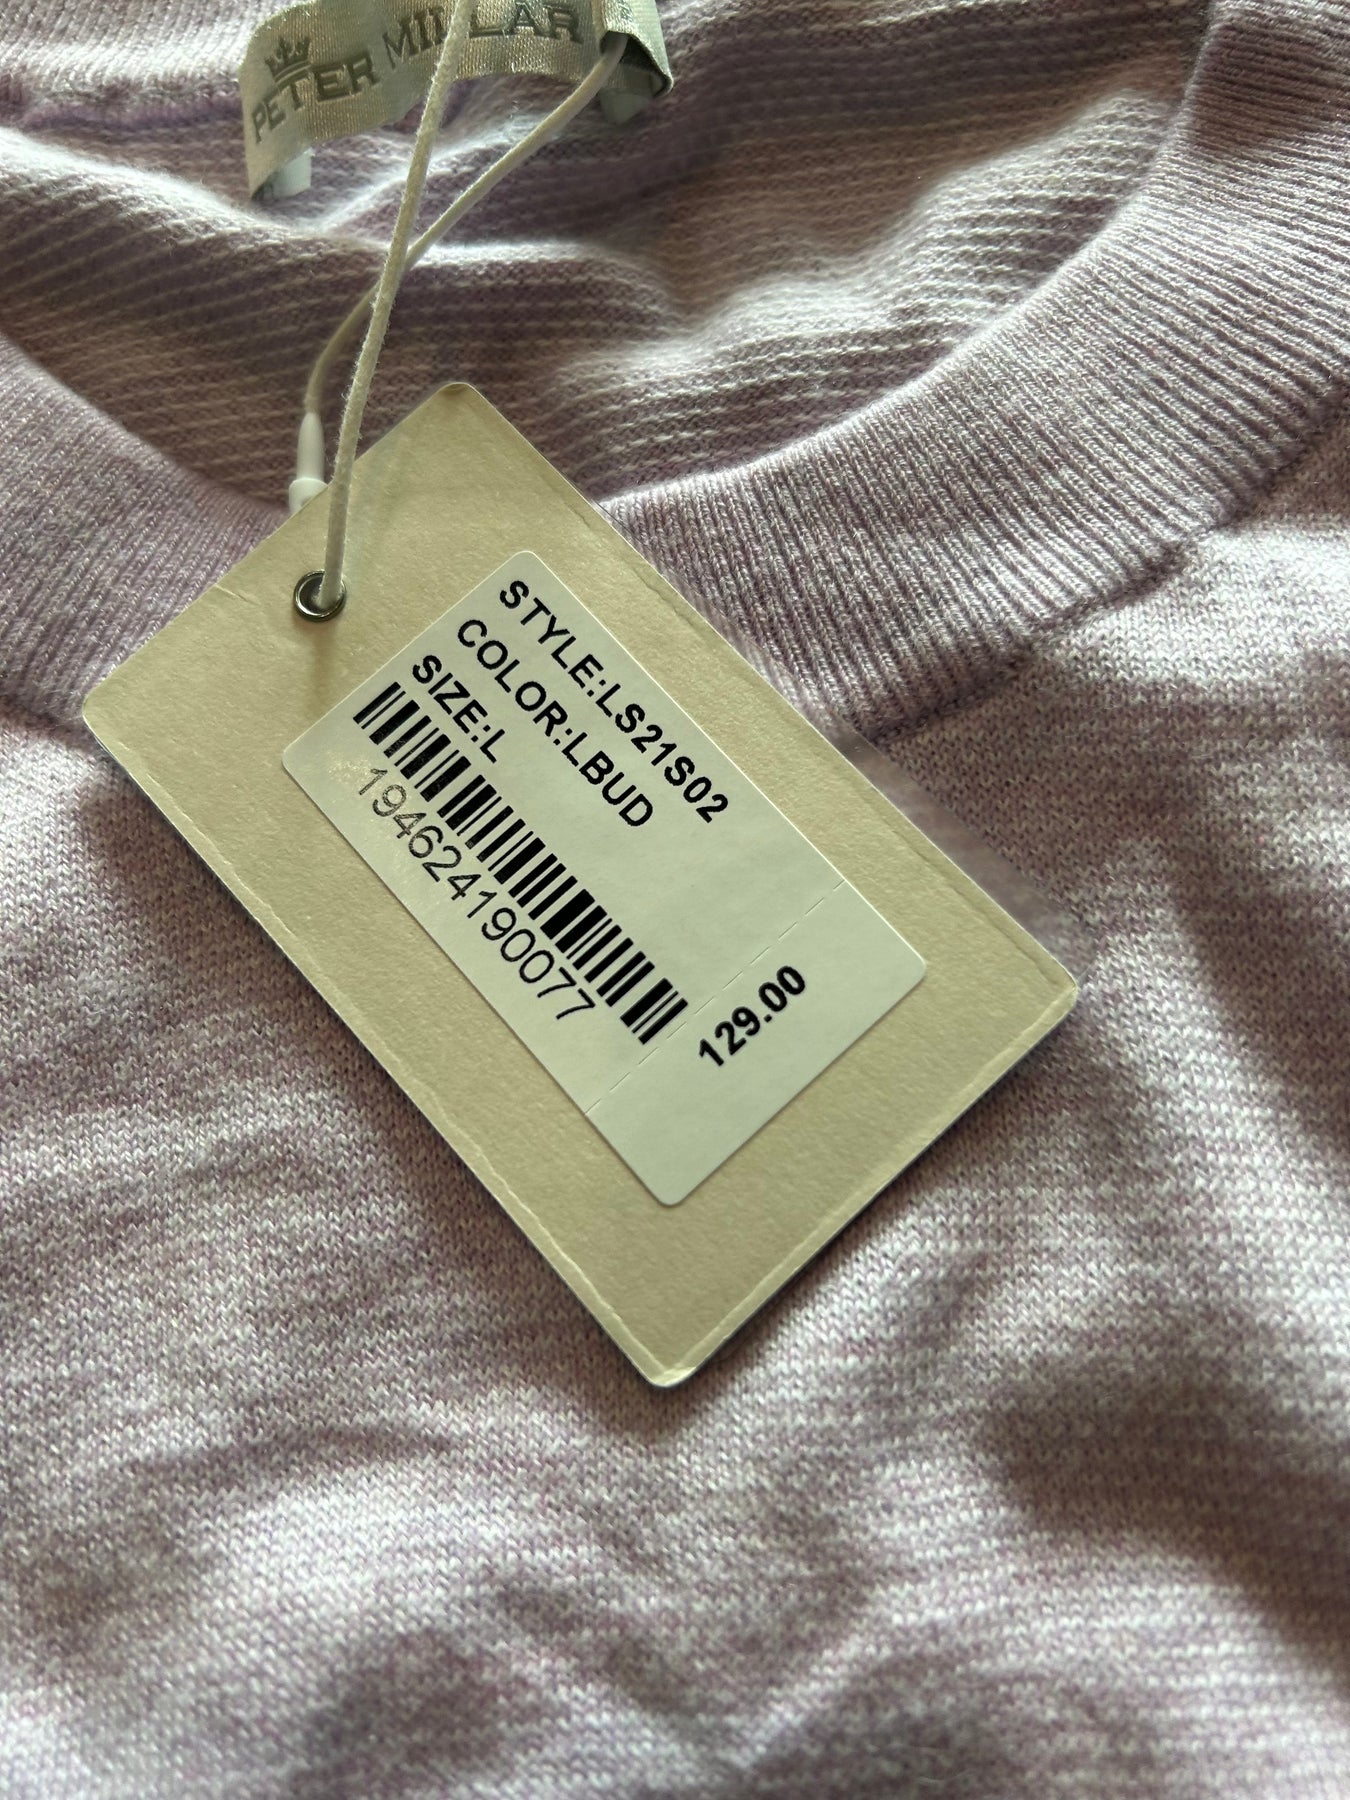 PETER MILLAR
STYLE:LS21S02
COLOR:LBUD
SIZE:L
194624190077
129.00